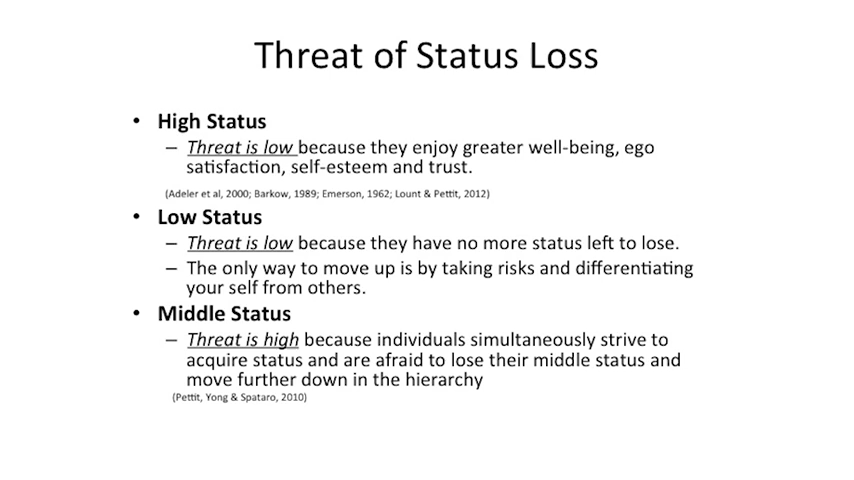 Threat of Status Loss
• High Status
– Threat is low because they enjoy greater well-being, ego
satisfaction, self-esteem and trust.
(Adeler et al, 2000; Barkow, 1989; Emerson, 1962; Lount & Pettit, 2012)
• Low Status
– Threat is low because they have no more status left to lose.
– The only way to move up is by taking risks and differentiating
your self from others.
• Middle Status
– Threat is high because individuals simultaneously strive to
acquire status and are afraid to lose their middle status and
move further down in the hierarchy
(Pettit, Yong & Spataro, 2010)